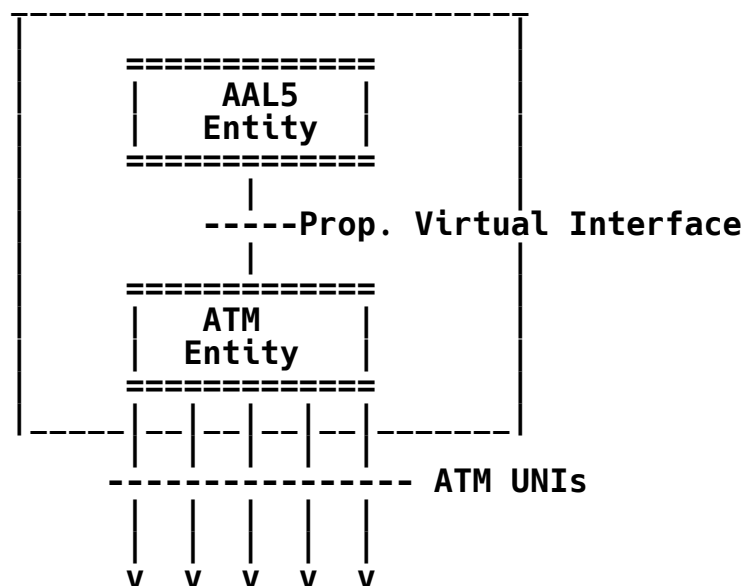 AAL5
Entity
-----Prop. Virtual Interface
ATM
Entity
---------------- ATM UNIs
v v v v v